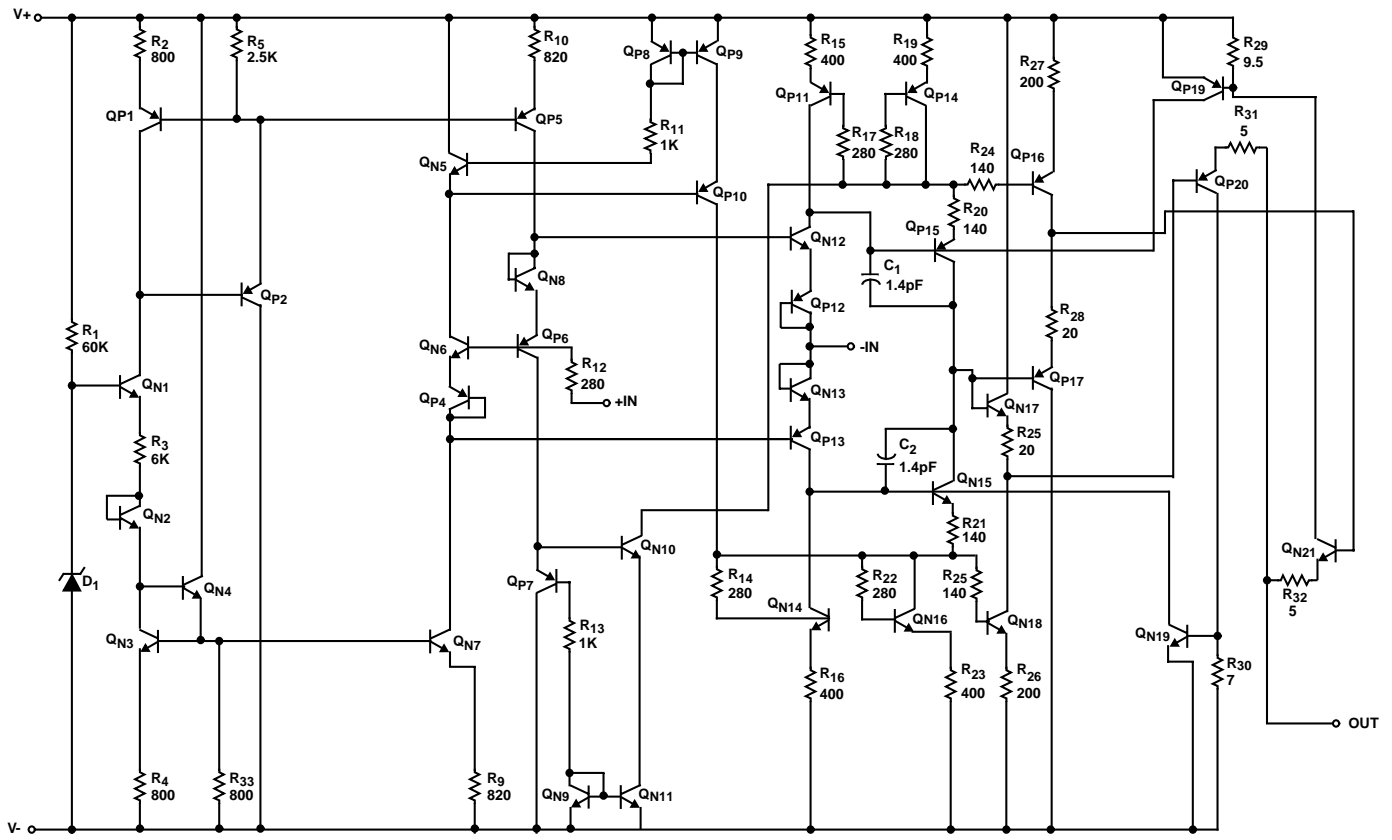 V+
R2
800
R5
2.5K
R10
820
QP8
QP9
R15
400
R19
400
R27
200
R29
9.5
QP19
QP1
QP5
QP11
QP14
R31
5
R11
1K
R17
280
R18
280
R24
140
QP16
QN5
QP10
QP20
R20
140
QP15
QN12
QN8
C1
1.4pF
QP2
QP12
R28
20
R1
60K
QP6
QN6
-IN
R12
280
QN1
QP4
QN13
QP17
+IN
QN17
R3
6K
QP13
R25
20
C2
1.4pF
QN2
QN15
R21
140
QN10
QN21
D1
QN4
QP7
R14
280
R22
280
R25
140
R32
5
QN14
QN3
QN7
R13
1K
QN16
QN18
QN19
R16
400
R23
400
R26
200
R30
7
OUT
R4
800
R33
800
R9
820
QN9
QN11
V-